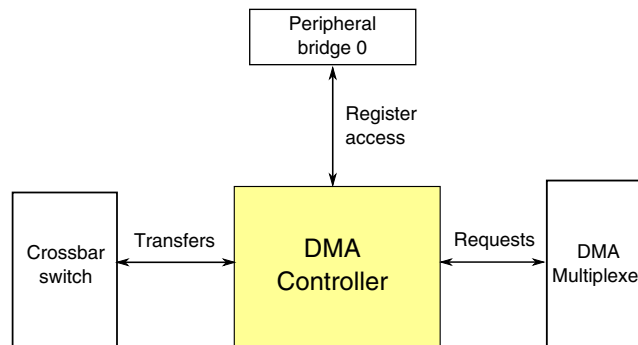 Peripheral
bridge 0
Register
access
Crossbar
switch
Transfers
DMA
Controller
Requests
DMA
Multiplexe